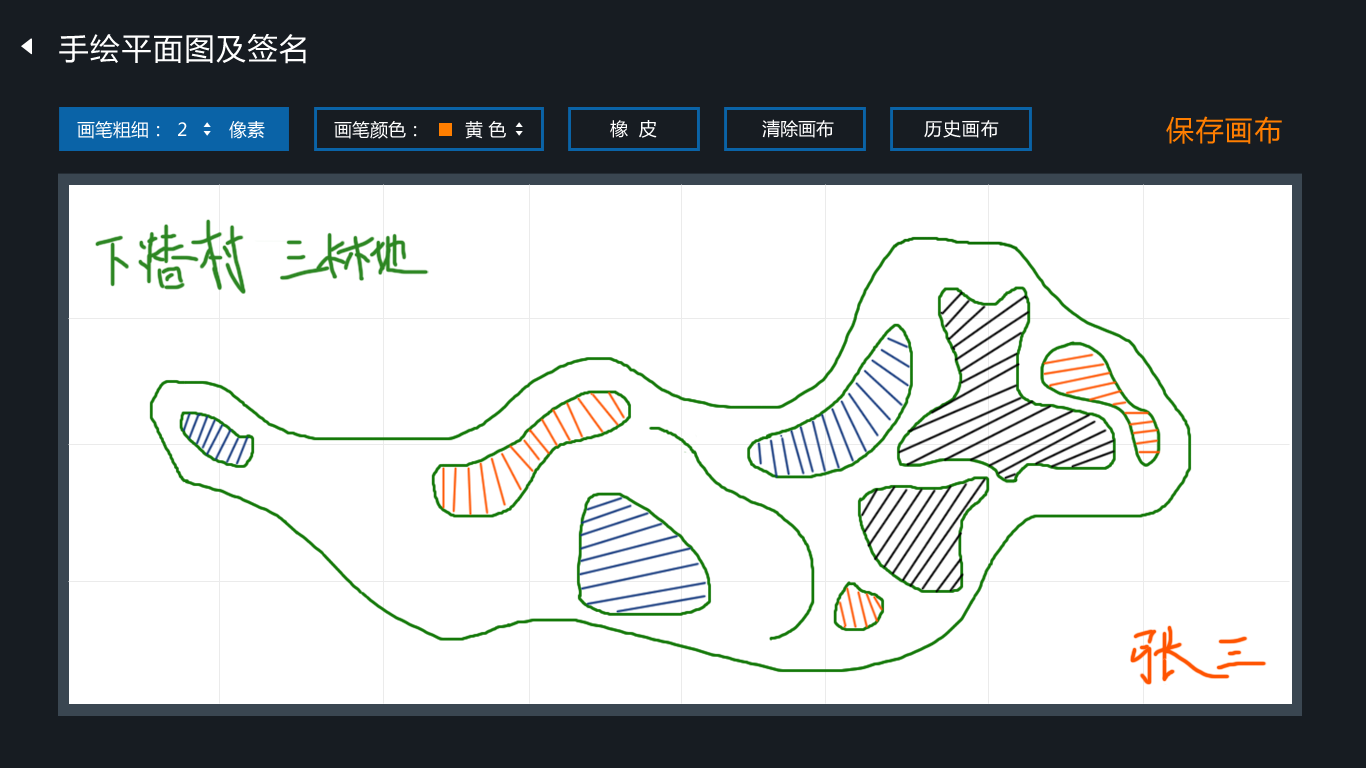 手绘平面图及签名
画笔粗细： 2 像素
画笔颜色： 黄色
橡皮
清除画布
历史画布
保存画布
下楷村 三林地
张三